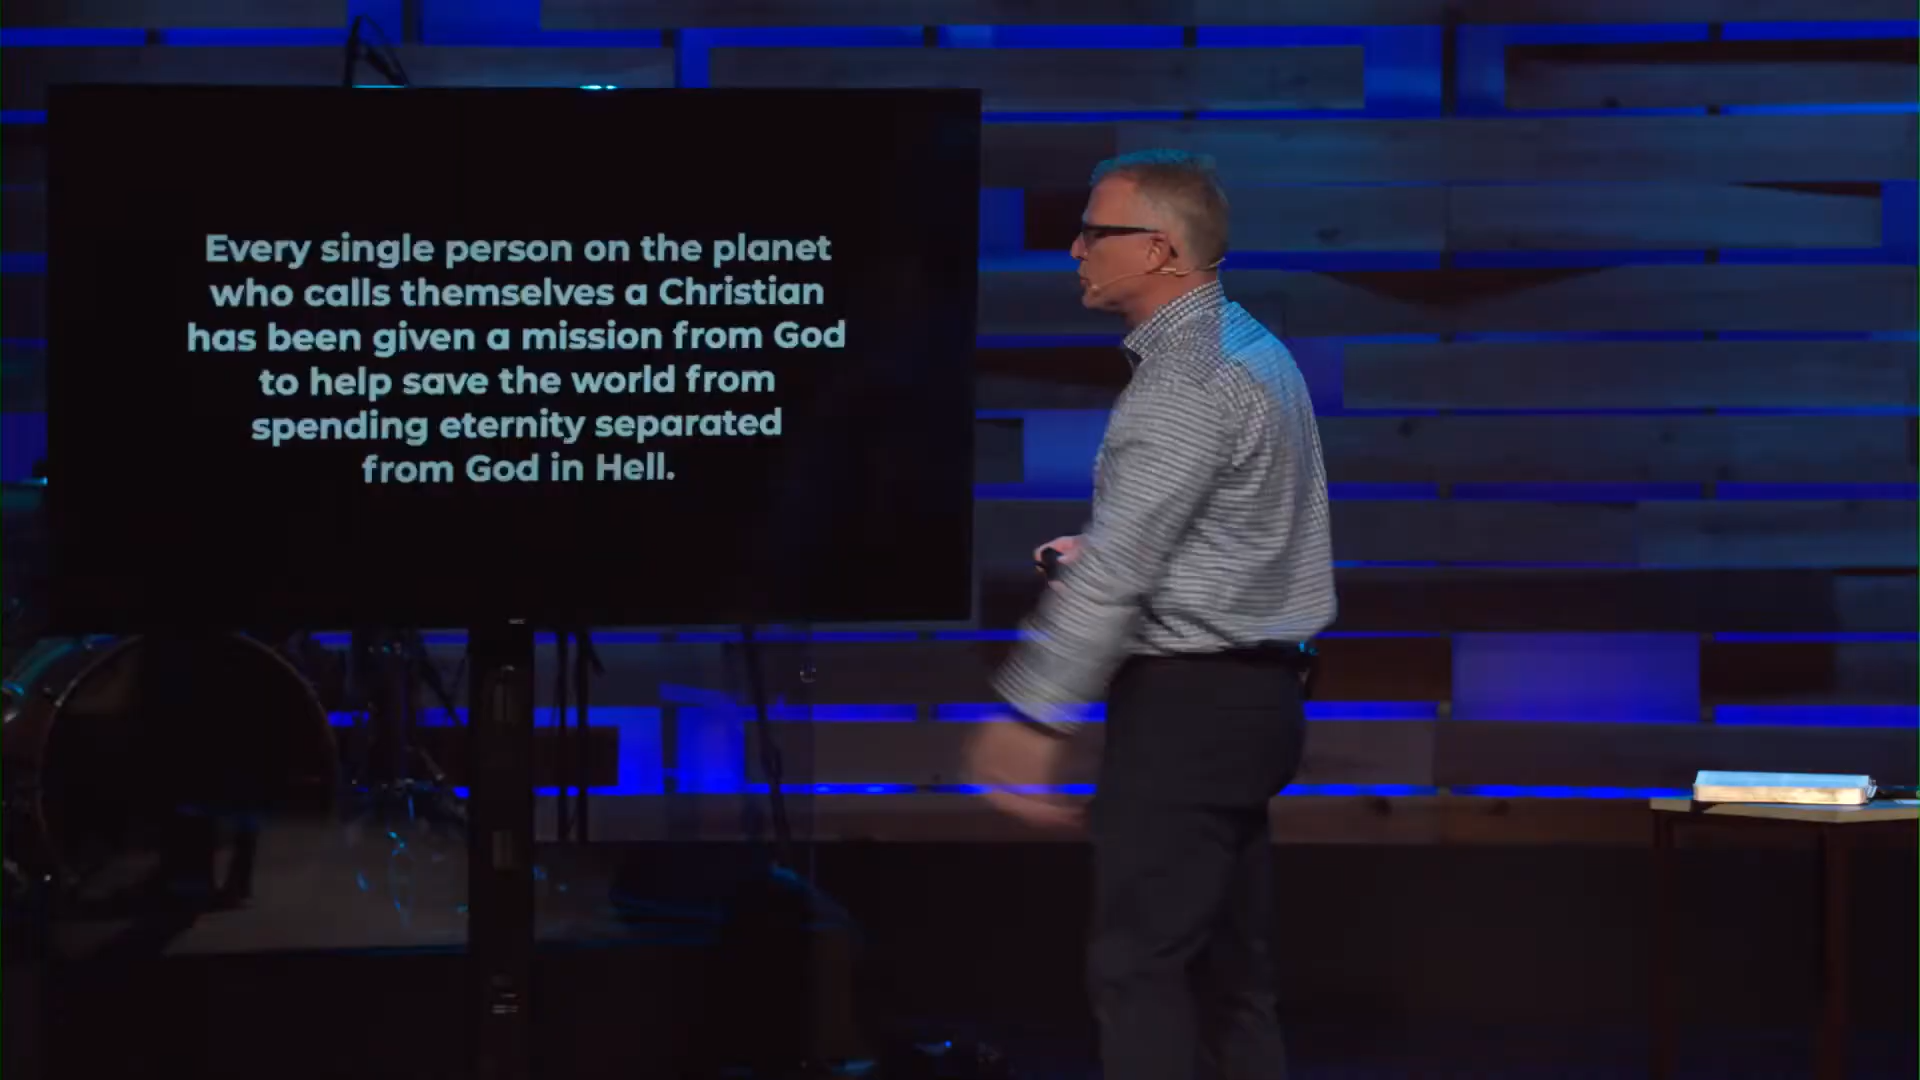 Every single person on the planet
who calls themselves a Christian
has been given a mission from God
to help save the world from
spending eternity separated
from God in Hell.